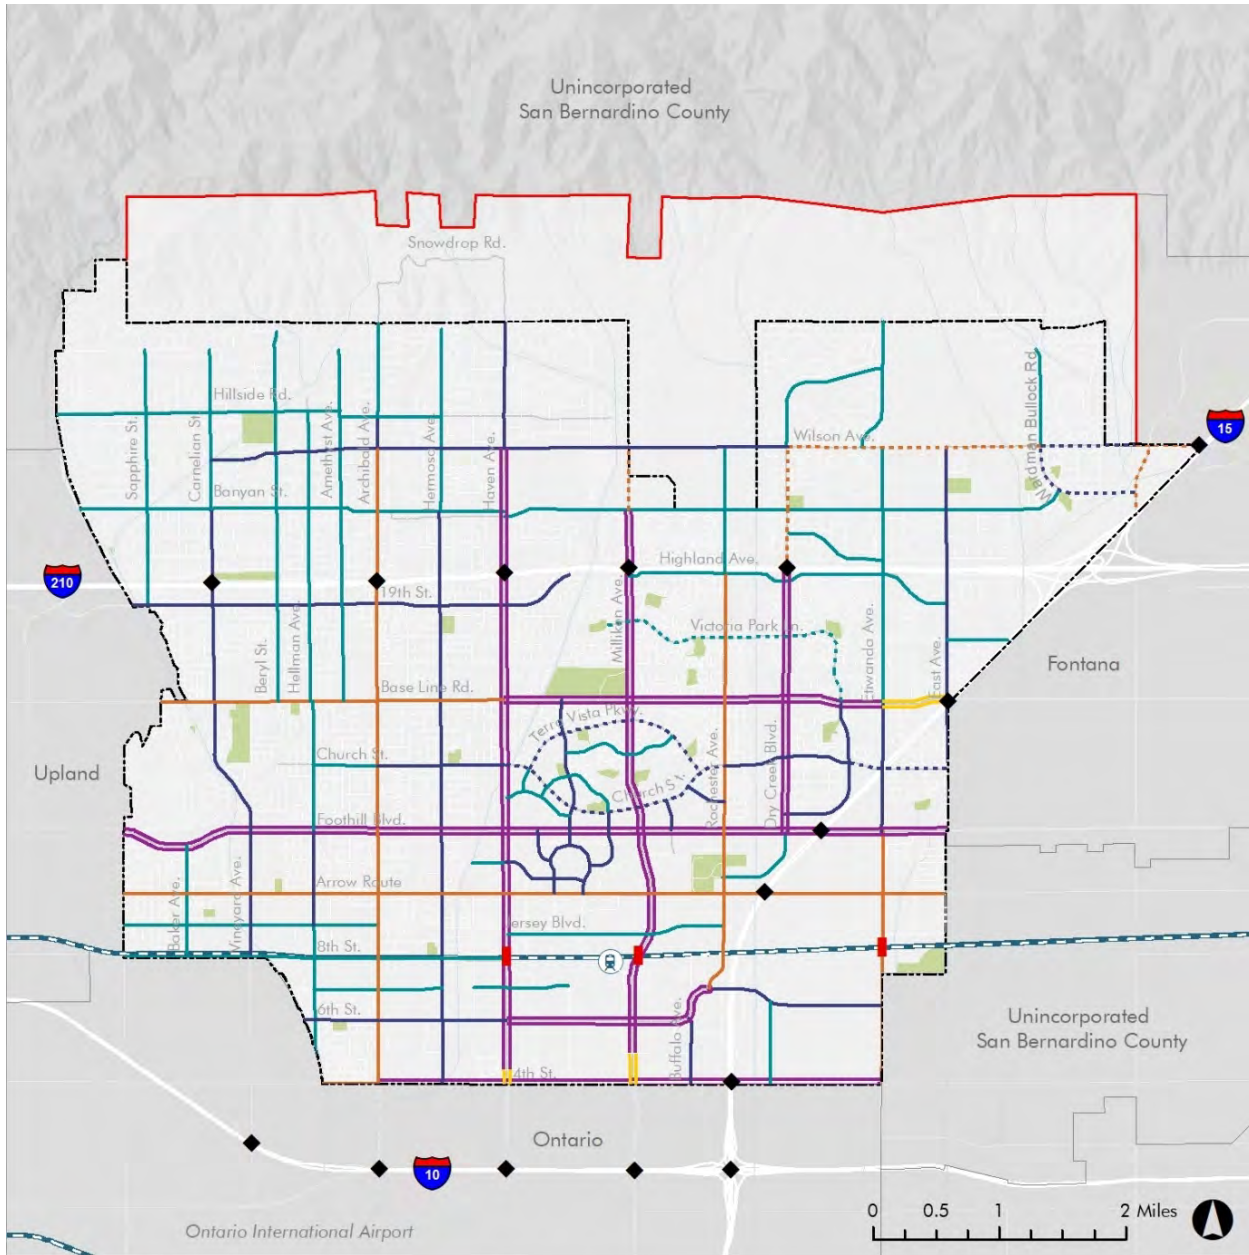 Unincorporated
San Bernardino County
Snowdrop Rd.
Hillside Rd.
Wilson Ave.
Wardman Bullock Rd
15
Sapphire St.
Carnelian St.
Amethyst Ave.
Archibald Ave.
Hermosa Ave.
Haven Ave.
Banyan St.
210
Highland Ave.
19th St.
Milliken Ave.
Victoria Park Ln.
Etiwanda Ave.
East Ave.
Beryl St.
Hellman Ave.
Fontana
Base Line Rd.
Terra Vista Pkwy.
Church St.
Church St.
Rochester Ave.
Day Creek Blvd.
Upland
Foothill Blvd.
Arrow Route
Baker Ave.
Vineyard Ave.
Jersey Blvd.
8th St.
6th St.
Buffalo Ave.
Unincorporated
San Bernardino County
4th St.
Ontario
10
0 0.5 1 2 Miles
Ontario International Airport